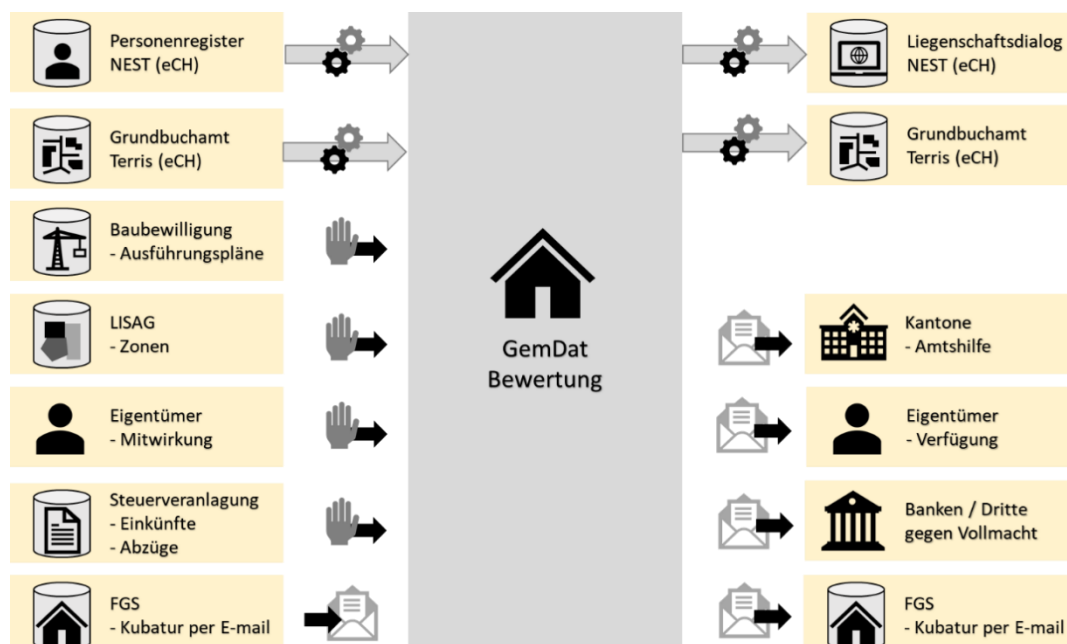 Personenregister
NEST (eCH)
Grundbuchamt
Terris (eCH)
Baubewilligung
- Ausführungspläne
LISAG
- Zonen
Eigentümer
- Mitwirkung
Steuerveranlagung
- Einkünfte
- Abzüge
FGS
- Kubatur per E-mail
GemDat
Bewertung
Liegenschaftsdialog
NEST (eCH)
Grundbuchamt
Terris (eCH)
Kantone
- Amtshilfe
Eigentümer
- Verfügung
Banken / Dritte
gegen Vollmacht
FGS
- Kubatur per E-mail